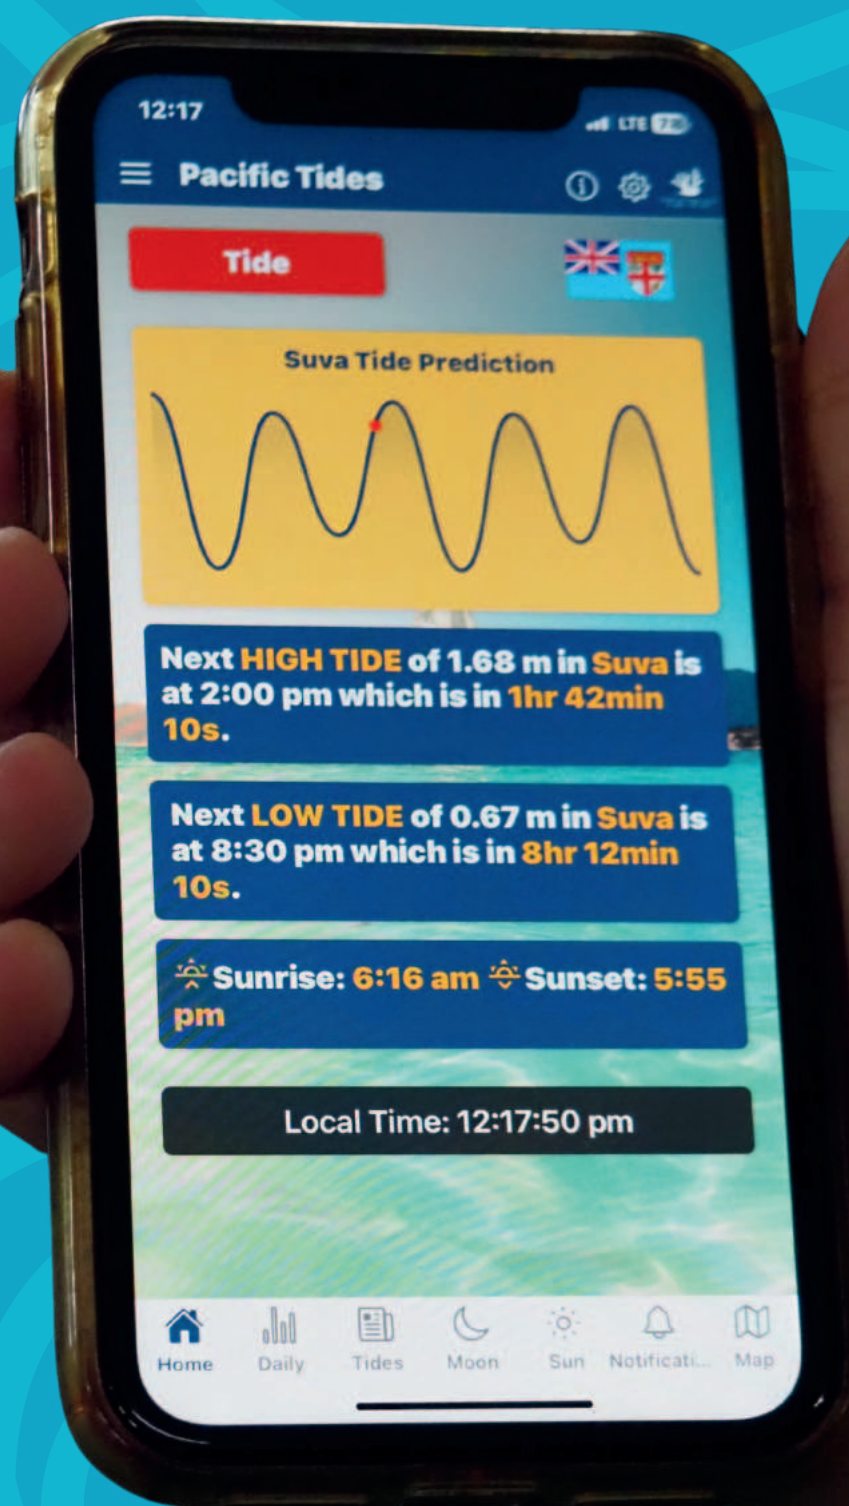 12:17
LTE
Pacific Tides
Tide
Suva Tide Prediction
Next HIGH TIDE of 1.68 m in Suva is
at 2:00 pm which is in 1hr 42min
10s.
Next LOW TIDE of 0.67 m in Suva is
at 8:30 pm which is in 8hr 12min
10s.
Sunrise: 6:16 am Sunset: 5:55
pm
Local Time: 12:17:50 pm
Home Daily Tides Moon Sun Notificati... Map